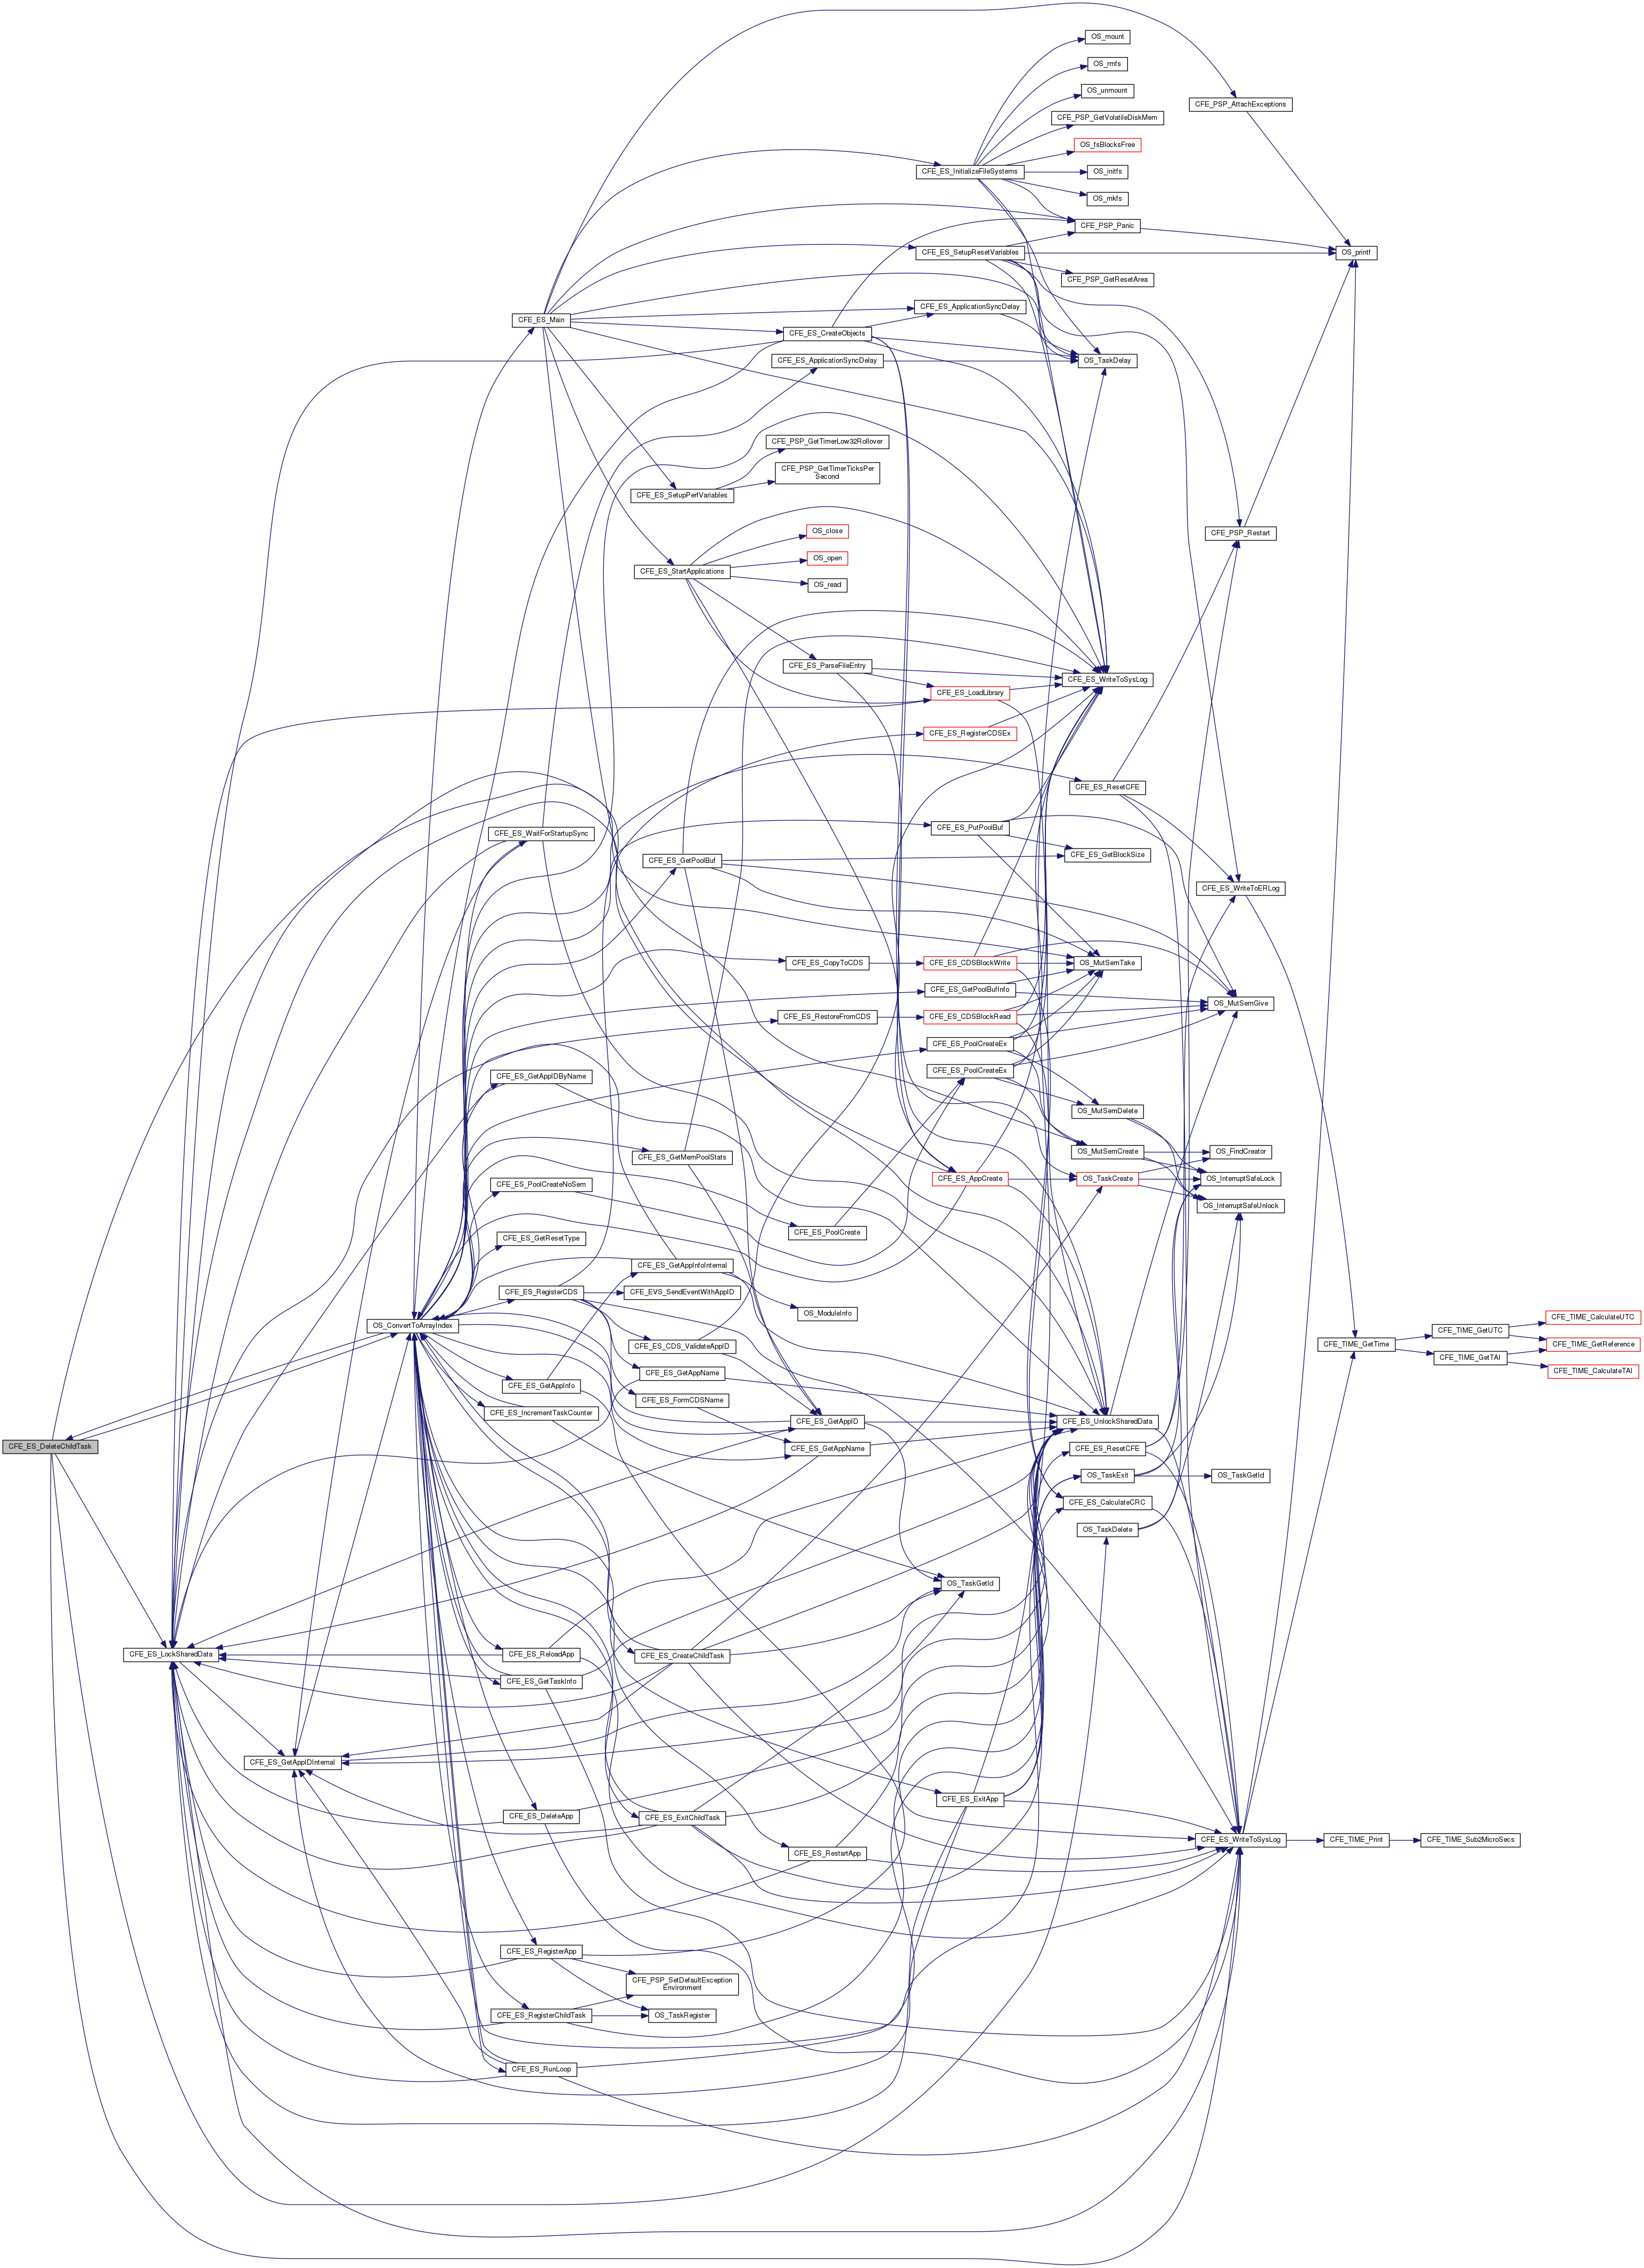 OS_mount
OS_rmfs
OS_unmount
CFE_PSP_AttachExceptions
CFE_PSP_GetVolatileDiskMem
OS_fsBlocksFree
CFE_ES_InitializeFileSystems
OS_initfs
OS_mkfs
CFE_PSP_Panic
CFE_ES_SetupResetVariables
OS_printf
CFE_PSP_GetResetArea
CFE_ES_ApplicationSyncDelay
CFE_ES_Main
CFE_ES_CreateObjects
CFE_ES_ApplicationSyncDelay
OS_TaskDelay
CFE_PSP_GetTimerLow32Rollover
CFE_PSP_GetTimerTicksPer
Second
CFE_ES_SetupPerfVariables
OS_close
CFE_PSP_Restart
OS_open
CFE_ES_StartApplications
OS_read
CFE_ES_ParseFileEntry
CFE_ES_WriteToSysLog
CFE_ES_LoadLibrary
CFE_ES_RegisterCDSEx
CFE_ES_ResetCFE
CFE_ES_PutPoolBuf
CFE_ES_WaitForStartupSync
CFE_ES_GetBlockSize
CFE_ES_GetPoolBuf
CFE_ES_WriteToERLog
CFE_ES_CopyToCDS
CFE_ES_CDSBlockWrite
OS_MutSemTake
CFE_ES_GetPoolBufInfo
OS_MutSemGive
CFE_ES_RestoreFromCDS
CFE_ES_CDSBlockRead
CFE_ES_PoolCreateEx
CFE_ES_PoolCreateEx
CFE_ES_GetAppIDByName
OS_MutSemDelete
OS_MutSemCreate
OS_FindCreator
CFE_ES_GetMemPoolStats
CFE_ES_AppCreate
OS_TaskCreate
OS_InterruptSafeLock
CFE_ES_PoolCreateNoSem
OS_InterruptSafeUnlock
CFE_ES_PoolCreate
CFE_ES_GetResetType
CFE_ES_GetAppInfoInternal
CFE_ES_RegisterCDS
CFE_EVS_SendEventWithAppID
OS_ModuleInfo
CFE_TIME_CalculateUTC
OS_ConvertToArrayIndex
CFE_TIME_GetUTC
CFE_ES_CDS_ValidateAppID
CFE_TIME_GetTime
CFE_TIME_GetReference
CFE_TIME_GetTAI
CFE_ES_GetAppName
CFE_TIME_CalculateTAI
CFE_ES_GetAppInfo
CFE_ES_FormCDSName
CFE_ES_IncrementTaskCounter
CFE_ES_GetAppID
CFE_ES_UnlockSharedData
CFE_ES_DeleteChildTask
CFE_ES_GetAppName
CFE_ES_ResetCFE
OS_TaskExit
OS_TaskGetId
CFE_ES_CalculateCRC
OS_TaskDelete
OS_TaskGetId
CFE_ES_LockSharedData
CFE_ES_ReloadApp
CFE_ES_CreateChildTask
CFE_ES_GetTaskInfo
CFE_ES_GetAppIDInternal
CFE_ES_ExitApp
CFE_ES_DeleteApp
CFE_ES_ExitChildTask
CFE_ES_WriteToSysLog
CFE_TIME_Print
CFE_TIME_Sub2MicroSecs
CFE_ES_RestartApp
CFE_ES_RegisterApp
CFE_PSP_SetDefaultException
Environment
CFE_ES_RegisterChildTask
OS_TaskRegister
CFE_ES_RunLoop